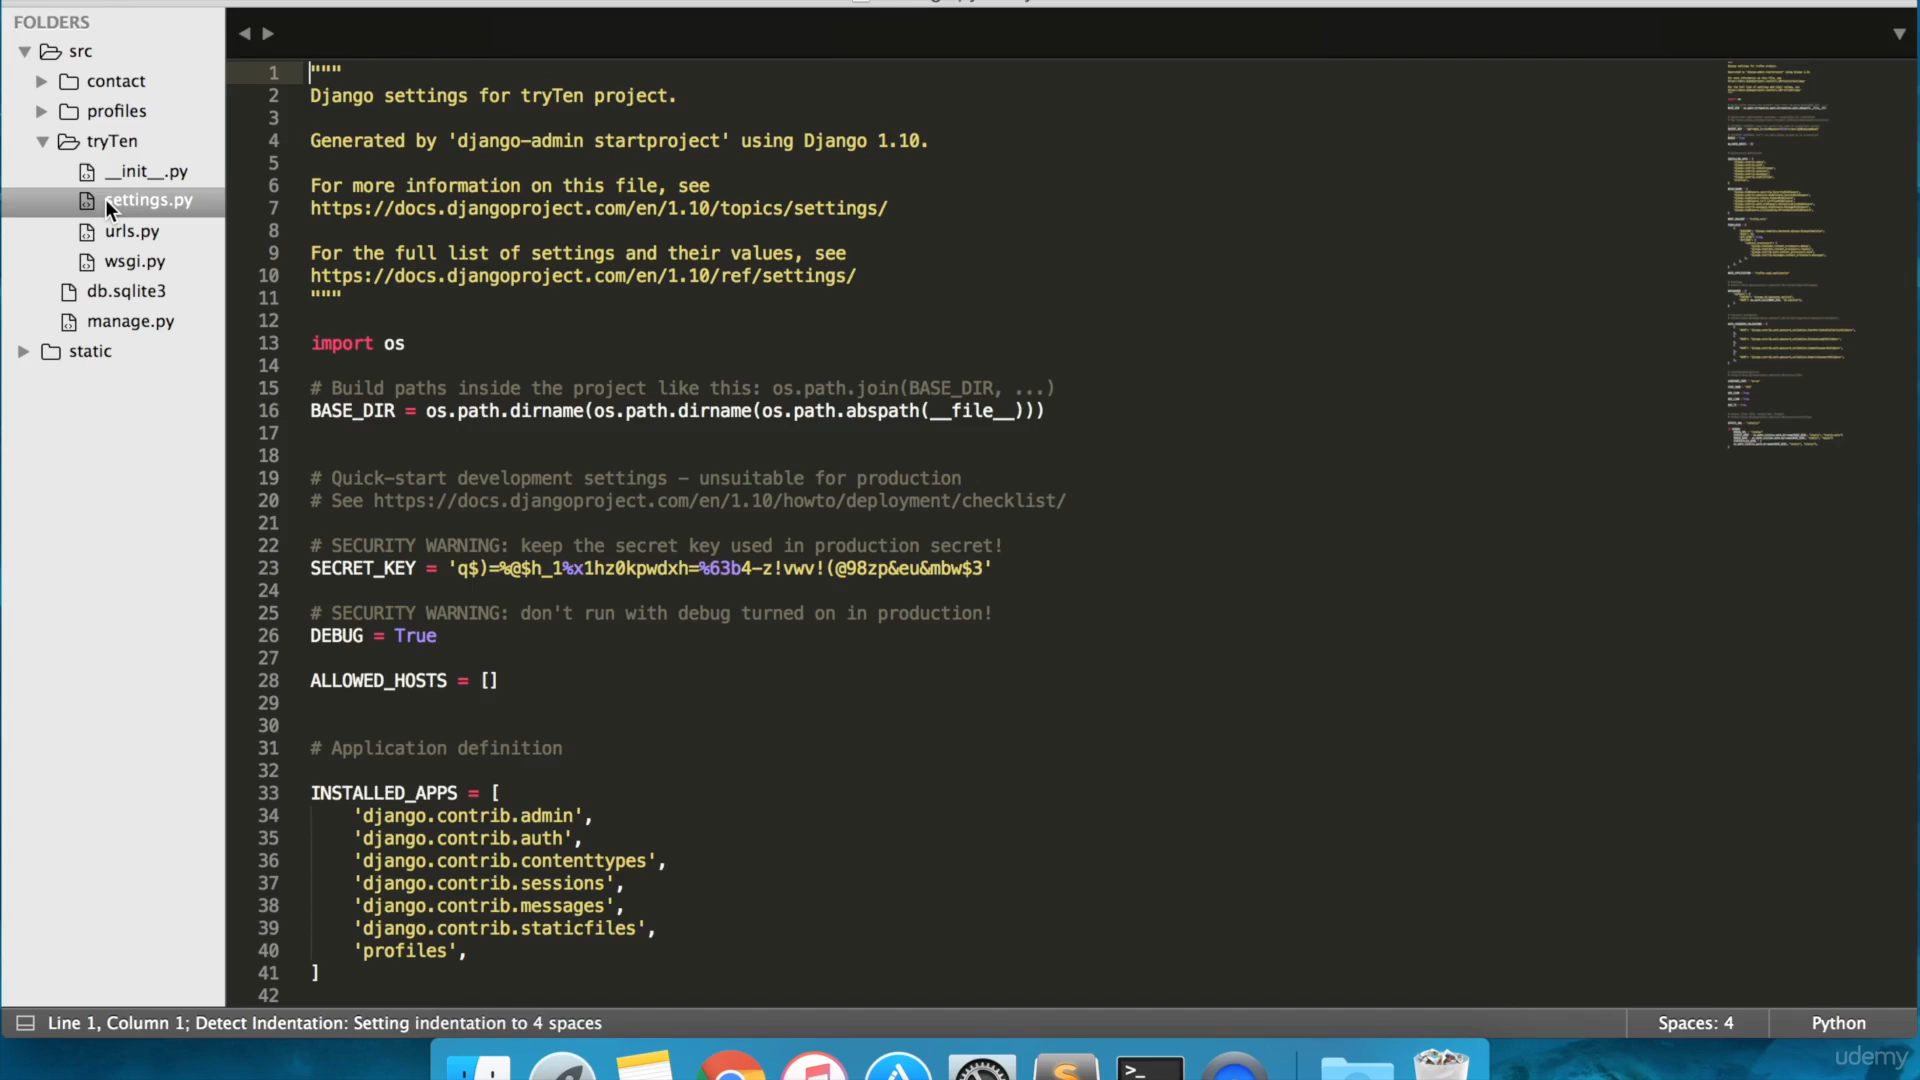 FOLDERS
src
contact
profiles
tryTen
__init__.py
settings.py
urls.py
wsgi.py
db.sqlite3
manage.py
static
1 """
2 Django settings for tryTen project.
3
4 Generated by 'django-admin startproject' using Django 1.10.
5
6 For more information on this file, see
7 https://docs.djangoproject.com/en/1.10/topics/settings/
8
9 For the full list of settings and their values, see
10 https://docs.djangoproject.com/en/1.10/ref/settings/
11 """
12
13 import os
14
15 # Build paths inside the project like this: os.path.join(BASE_DIR, ...)
16 BASE_DIR = os.path.dirname(os.path.dirname(os.path.abspath(__file__)))
17
18
19 # Quick-start development settings - unsuitable for production
20 # See https://docs.djangoproject.com/en/1.10/howto/deployment/checklist/
21
22 # SECURITY WARNING: keep the secret key used in production secret!
23 SECRET_KEY = 'q$)=%@$h_1%x1hz0kpwdxh=%63b4-z!vwv!(@98zp&eu&mbw$3'
24
25 # SECURITY WARNING: don't run with debug turned on in production!
26 DEBUG = True
27
28 ALLOWED_HOSTS = []
29
30
31 # Application definition
32
33 INSTALLED_APPS = [
34 'django.contrib.admin',
35 'django.contrib.auth',
36 'django.contrib.contenttypes',
37 'django.contrib.sessions',
38 'django.contrib.messages',
39 'django.contrib.staticfiles',
40 'profiles',
41 ]
42
Line 1, Column 1; Detect Indentation: Setting indentation to 4 spaces
Spaces: 4
Python
udemy